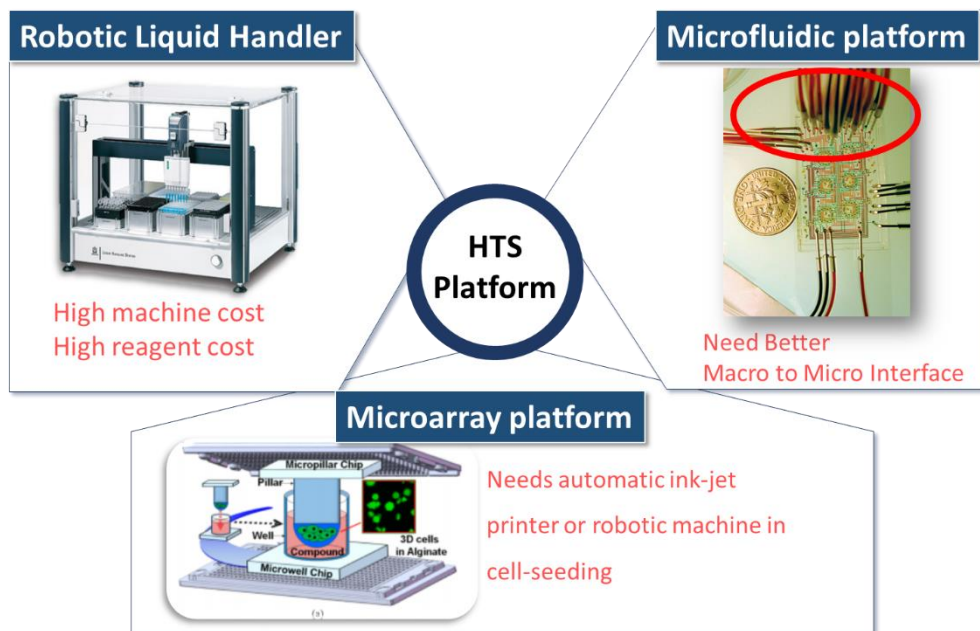 Robotic Liquid Handler
High machine cost
High reagent cost
Microfluidic platform
Need Better
Macro to Micro Interface
HTS
Platform
Microarray platform
Micropillar Chip
Pillar
Well
Compound
3D cells
in Alginate
Microwell Chip
(a)
Needs automatic ink-jet
printer or robotic machine in
cell-seeding